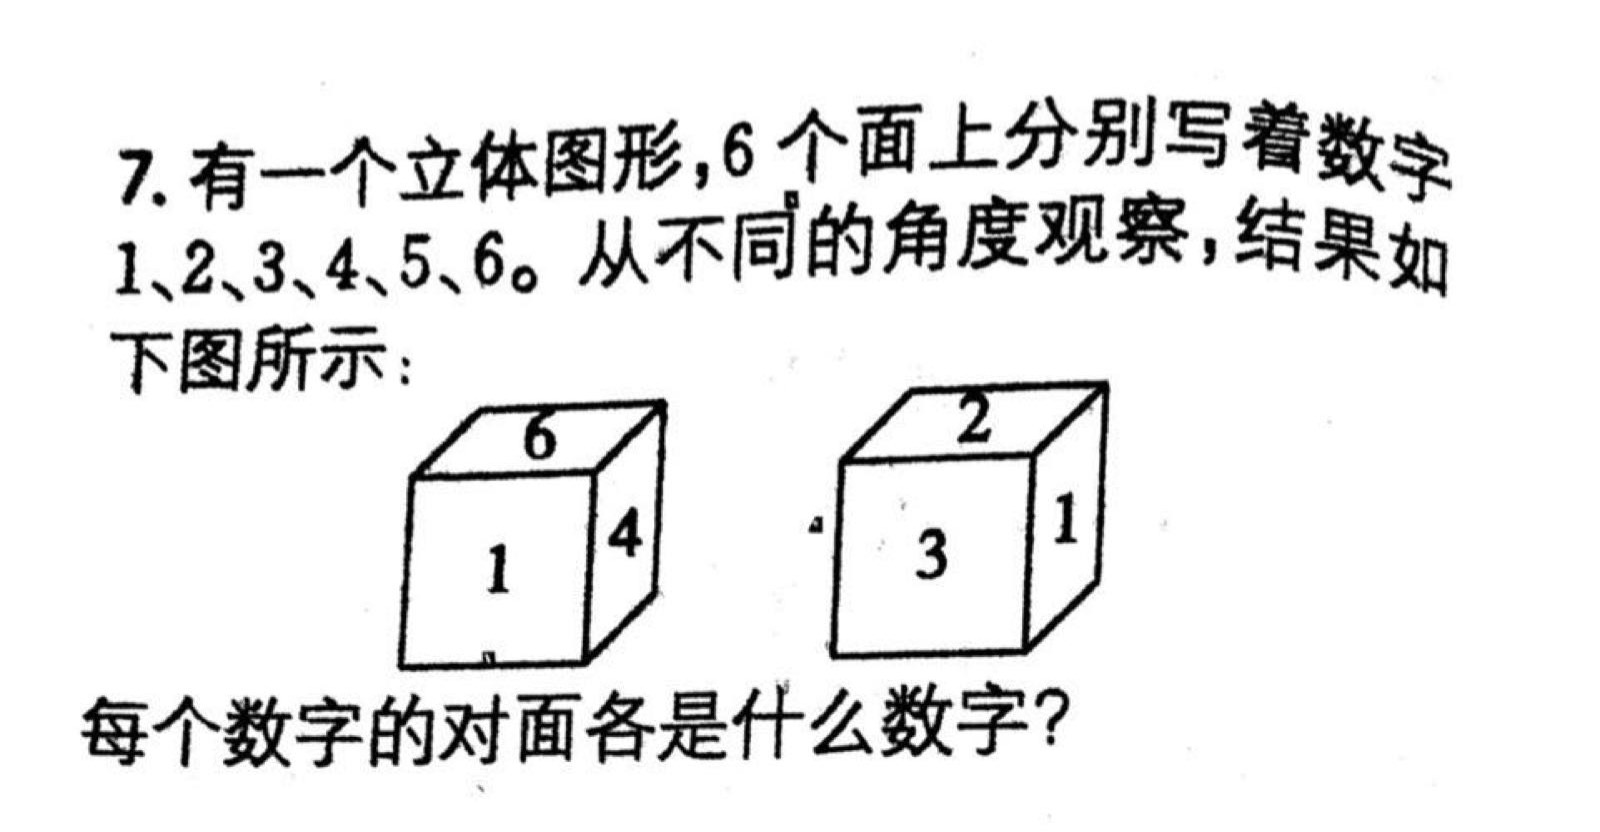 7. 有一个立体图形,6个面上分别写着数字
1、2、3、4、5、6。从不同的角度观察,结果如
下图所示:
6
1
4
2
3
1
每个数字的对面各是什么数字?